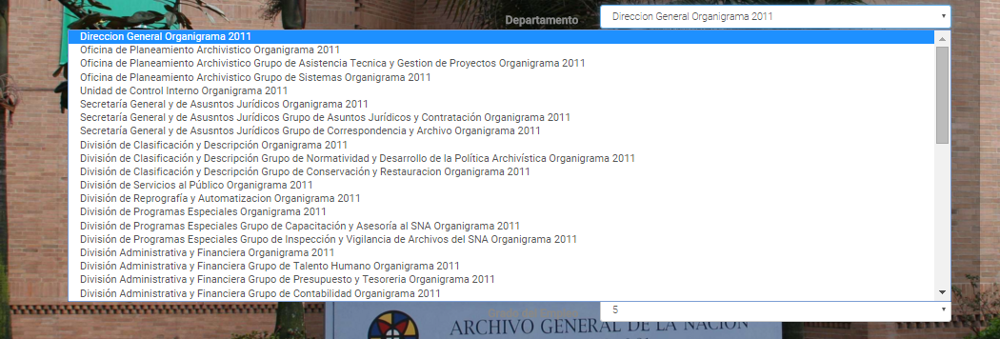 Departamento Direccion General Organigrama 2011
Direccion General Organigrama 2011
Oficina de Planeamiento Archivistico Organigrama 2011
Oficina de Planeamiento Archivistico Grupo de Asistencia Tecnica y Gestion de Proyectos Organigrama 2011
Oficina de Planeamiento Archivistico Grupo de Sistemas Organigrama 2011
Unidad de Control Interno Organigrama 2011
Secretaría General y de Asusntos Jurídicos Organigrama 2011
Secretaría General y de Asusntos Jurídicos Grupo de Asuntos Jurídicos y Contratación Organigrama 2011
Secretaría General y de Asusntos Jurídicos Grupo de Correspondencia y Archivo Organigrama 2011
División de Clasificación y Descripción Organigrama 2011
División de Clasificación y Descripción Grupo de Normatividad y Desarrollo de la Política Archivística Organigrama 2011
División de Clasificación y Descripción Grupo de Conservación y Restauracion Organigrama 2011
División de Servicios al Público Organigrama 2011
División de Reprografía y Automatizacion Organigrama 2011
División de Programas Especiales Organigrama 2011
División de Programas Especiales Grupo de Capacitación y Asesoría al SNA Organigrama 2011
División de Programas Especiales Grupo de Inspección y Vigilancia de Archivos del SNA Organigrama 2011
División Administrativa y Financiera Organigrama 2011
División Administrativa y Financiera Grupo de Talento Humano Organigrama 2011
División Administrativa y Financiera Grupo de Presupuesto y Tesoreria Organigrama 2011
División Administrativa y Financiera Grupo de Contabilidad Organigrama 2011
5
ARCHIVO GENERAL DE LA NACIÓN